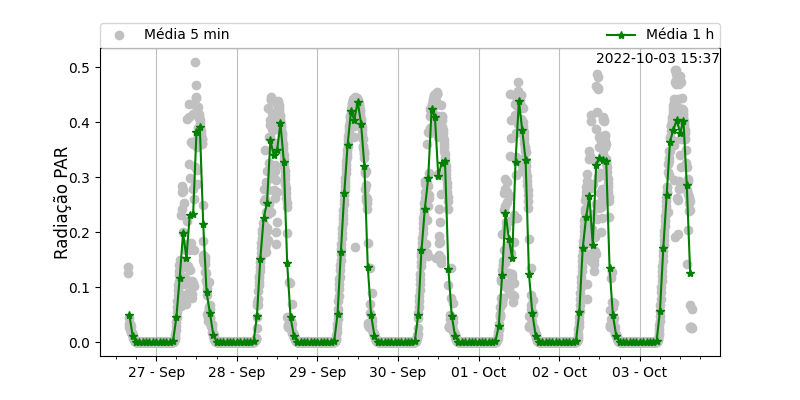 Média 5 min
Média 1 h
2022-10-03 15:37
Radiação PAR
0.5
0.4
0.3
0.2
0.1
0.0
27 - Sep
28 - Sep
29 - Sep
30 - Sep
01 - Oct
02 - Oct
03 - Oct